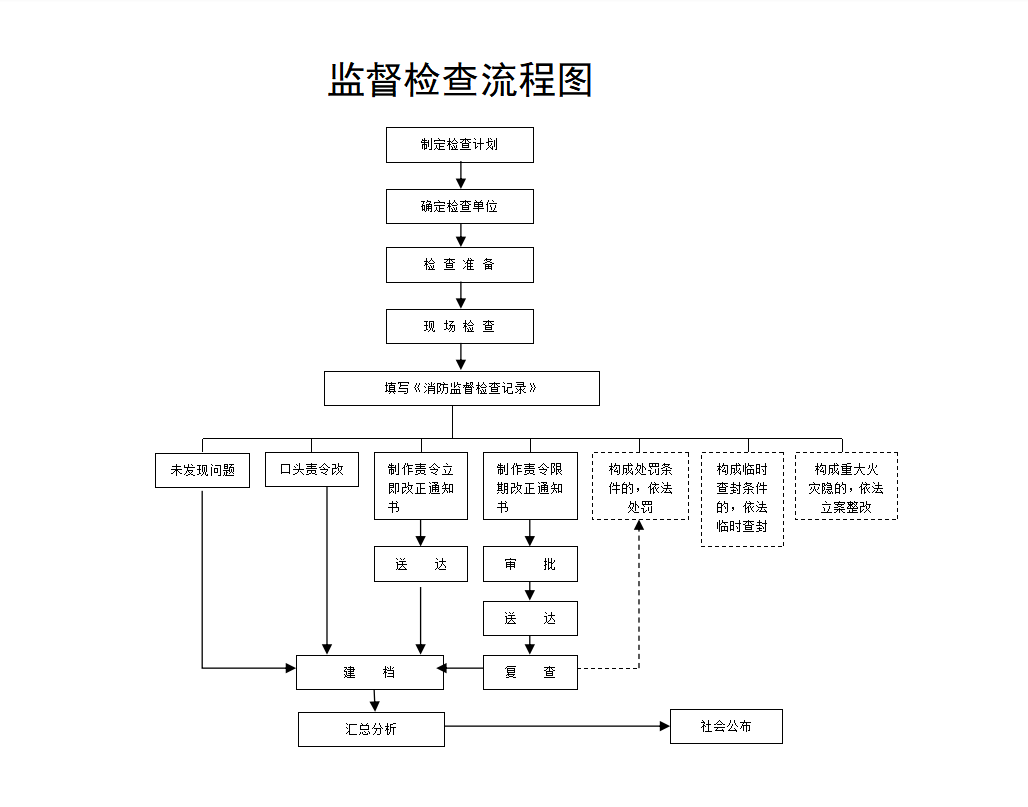 监督检查流程图
制定检查计划
确定检查单位
检 查 准 备
现 场 检 查
填写《消防监督检查记录》
未发现问题
口头责令改
制作责令立
即改正通知
书
制作责令限
期改正通知
书
构成处罚条
件的，依法
处罚
构成临时
查封条件
的，依法
临时查封
构成重大火
灾隐的，依法
立案整改
送 达
审 批
送 达
建 档
复 查
汇总分析
社会公布